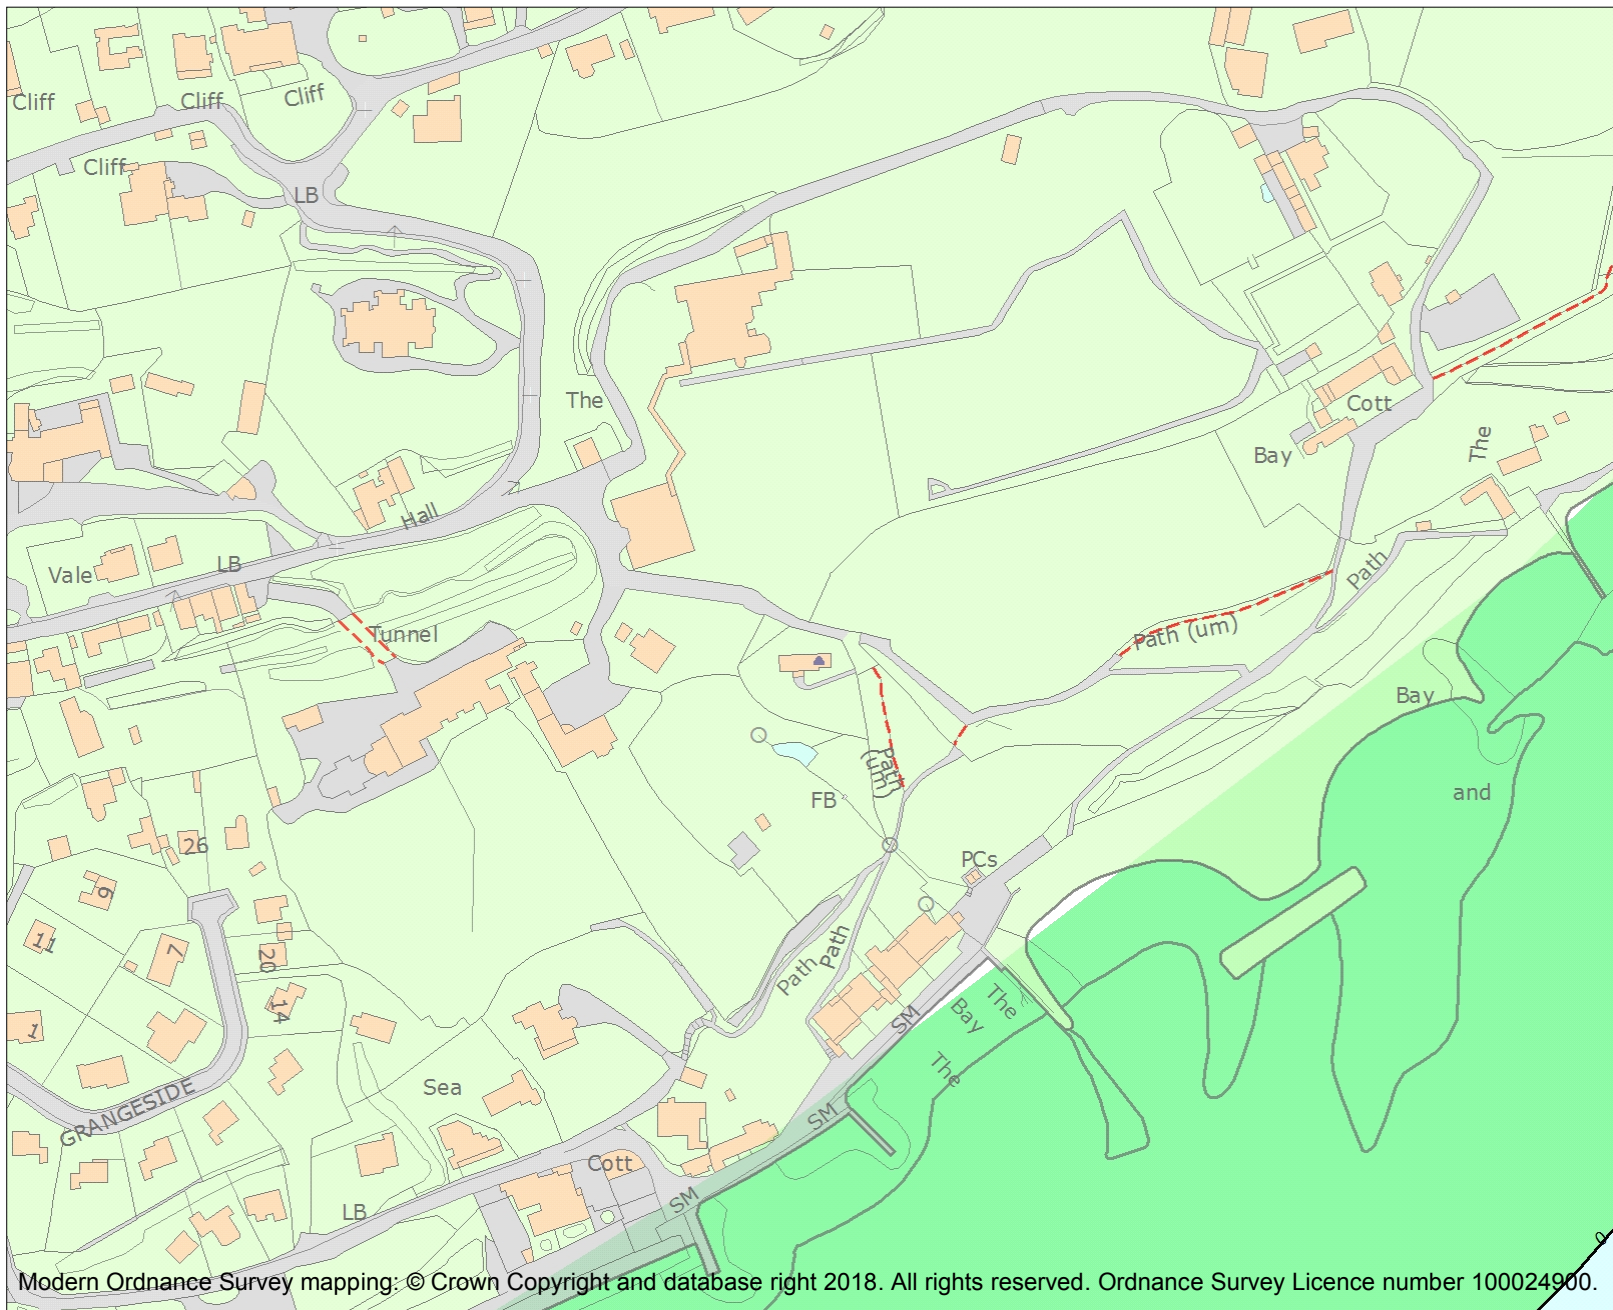 Cliff
Cliff
Cliff
Cliff
LB
The
Cott
The
Bay
Hall
LB
Vale
Path
Tunnel
Path (um)
Bay
Path
(um)
FB
and
26
PCs
9
11
7
20
Path
Path
14
1
The
Bay
SM
The
Sea
GRANGESIDE
SM
Cott
SM
LB
0
Modern Ordnance Survey mapping: © Crown Copyright and database right 2018. All rights reserved. Ordnance Survey Licence number 100024900.